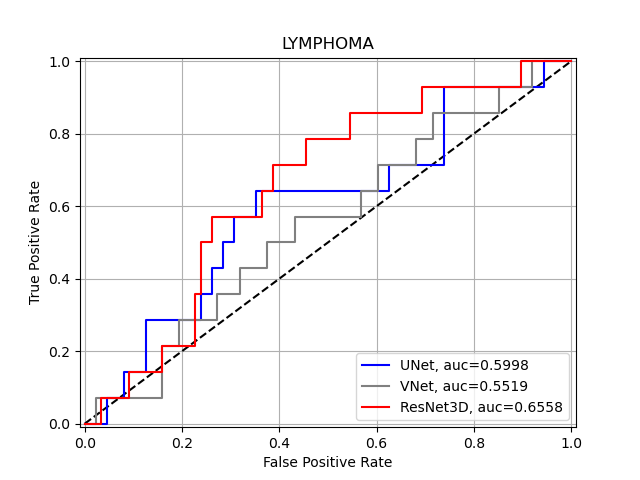 LYMPHOMA
1.0
0.8
0.6
0.4
0.2
0.0
True Positive Rate
UNet, auc=0.5998
VNet, auc=0.5519
ResNet3D, auc=0.6558
0.0 0.2 0.4 0.6 0.8 1.0
False Positive Rate